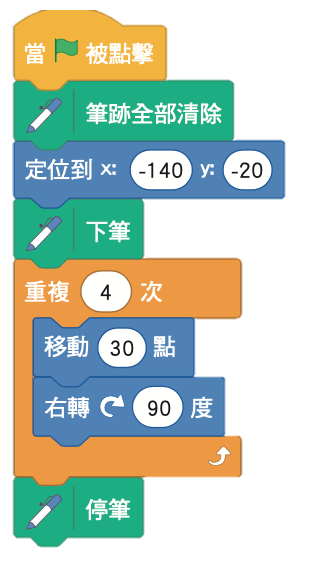 當 被點擊
筆跡全部清除
定位到 x: -140 y: -20
下筆
重複 4 次
移動 30 點
右轉 90 度
停筆